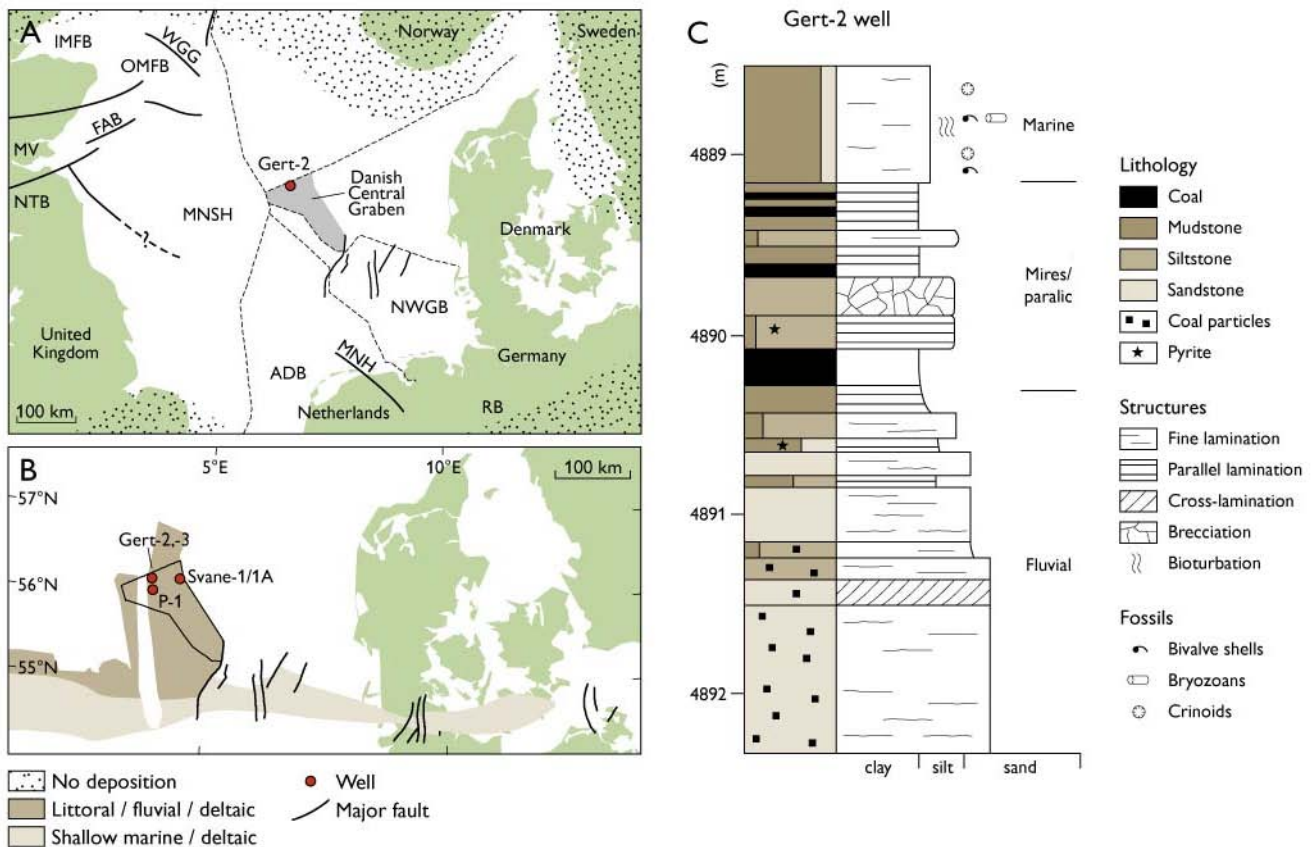 A
IMFB
WGG
OMFB
FAB
MV
NTB
MNSH
Norway
Sweden
Gert-2
Danish
Central
Graben
Denmark
NWGB
United
Kingdom
ADB
MNH
Germany
Netherlands
RB
100 km
?
B
5°E
10°E
100 km
57°N
Gert-2,-3
56°N
Svane-1/1A
P-1
55°N
No deposition
Littoral / fluvial / deltaic
Shallow marine / deltaic
Well
Major fault
C
Gert-2 well
(m)
4889
4890
4891
4892
Marine
Mires/
paralic
Fluvial
clay
silt
sand
Lithology
Coal
Mudstone
Siltstone
Sandstone
Coal particles
Pyrite
Structures
Fine lamination
Parallel lamination
Cross-lamination
Brecciation
Bioturbation
Fossils
Bivalve shells
Bryozoans
Crinoids